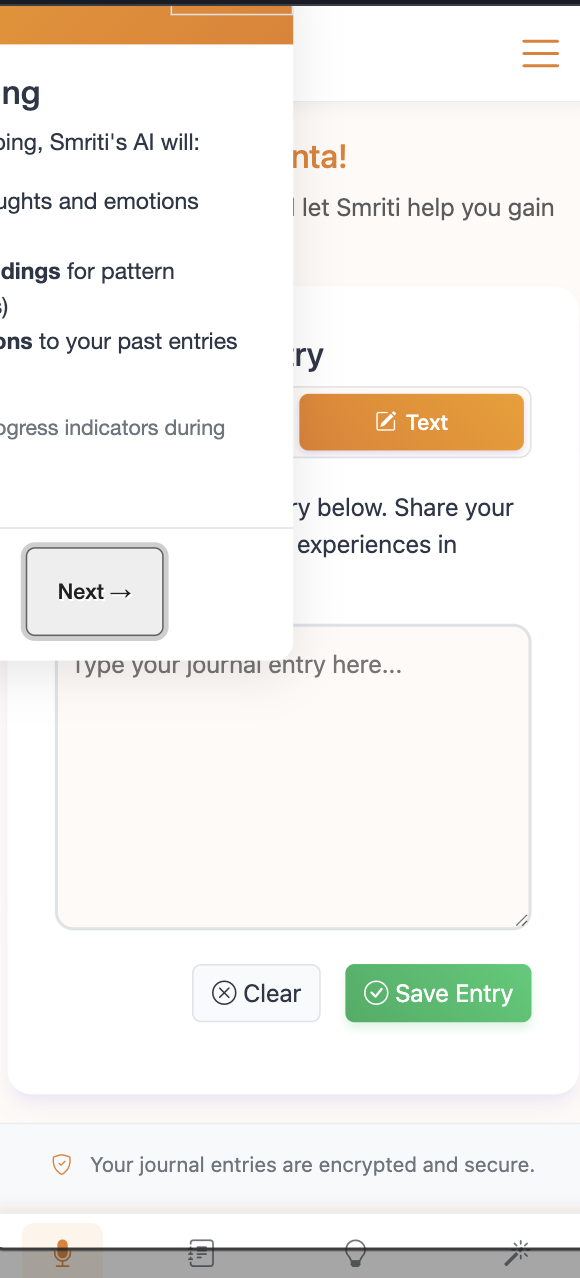 ng
ping, Smriti's AI will:
ughts and emotions
dings for pattern
s)
ons to your past entries
ogress indicators during
Next →
nta!
let Smriti help you gain
try
Text
ry below. Share your
experiences in
Type your journal entry here...
Clear
Save Entry
Your journal entries are encrypted and secure.